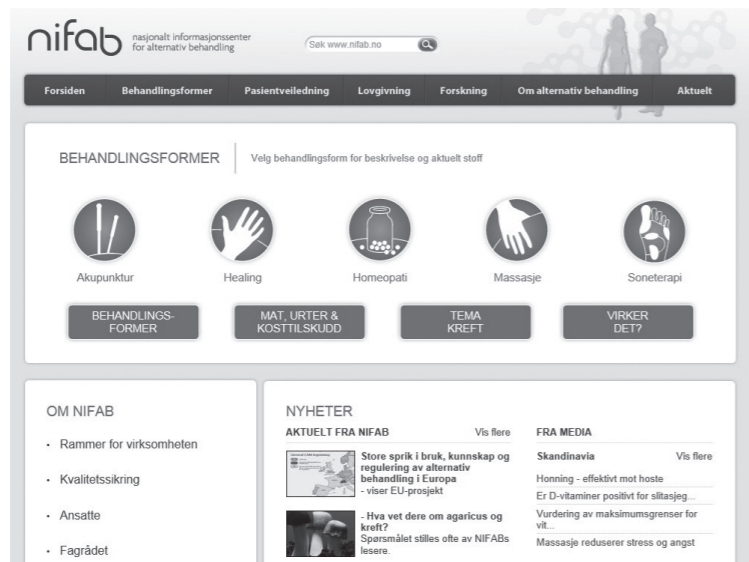 nifab
nasjonalt informasjonssenter
for alternativ behandling
Søk www.nifab.no
Forsiden Behandlingsformer Pasientveiledning Lovgivning Forskning Om alternativ behandling Aktuelt
BEHANDLINGSFORMER
Velg behandlingsform for beskrivelse og aktuelt stoff
Akupunktur Healing Homeopati Massasje Soneterapi
BEHANDLINGS-
FORMER
MAT, URTER &
KOSTTILSKUDD
TEMA
KREFT
VIRKER
DET?
OM NIFAB
• Rammer for virksomheten
• Kvalitetssikring
• Ansatte
• Fagrådet
NYHETER
AKTUELT FRA NIFAB Vis flere
Store sprik i bruk, kunnskap og
regulering av alternativ
behandling i Europa
- viser EU-prosjekt
- Hva vet dere om agaricus og
kreft?
Spørsmålet stilles ofte av NIFABs
lesere.
FRA MEDIA
Skandinavia Vis flere
Honning - effektivt mot hoste
Er D-vitaminer positivt for slitasjeg...
Vurdering av maksimumsgrenser for
vit...
Massasje reduserer stress og angst